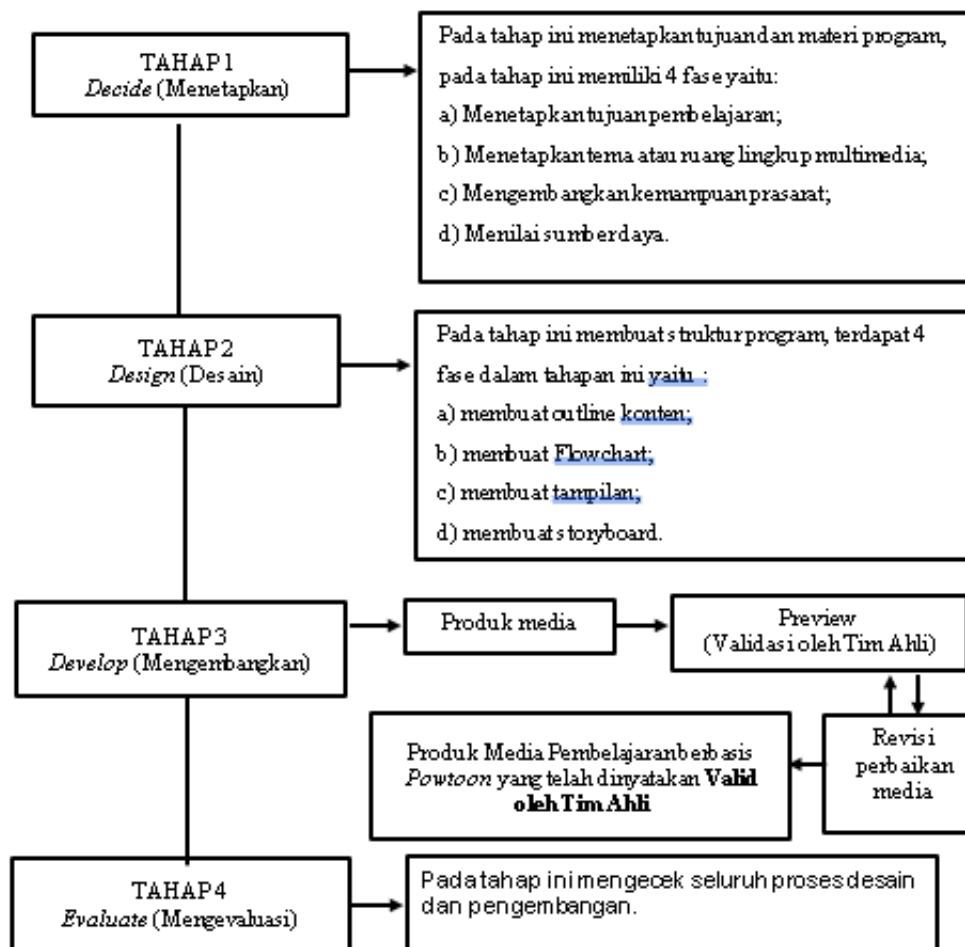 TAHAP 1
Decide (Menetapkan)
Pada tahap ini menetapkan tujuan dan materi program,
pada tahap ini memiliki 4 fase yaitu:
a) Menetapkan tujuan pembelajaran;
b) Menetapkan tema atau ruang lingkup multimedia;
c) Mengembangkan kemampuan prasarat;
d) Menilai sumber daya.
TAHAP 2
Design (Desain)
Pada tahap ini membuat struktur program, terdapat 4
fase dalam tahapan ini yaitu :
a) membuat outline konten;
b) membuat Flowchart;
c) membuat tampilan;
d) membuat storyboard.
TAHAP 3
Develop (Mengembangkan)
Produk media
Preview
(Validasi oleh Tim Ahli)
Revisi
perbaikan
media
Produk Media Pembelajaran berbasis
Powtoon yang telah dinyatakan Valid
oleh Tim Ahli
TAHAP 4
Evaluate (Mengevaluasi)
Pada tahap ini mengecek seluruh proses desain
dan pengembangan.